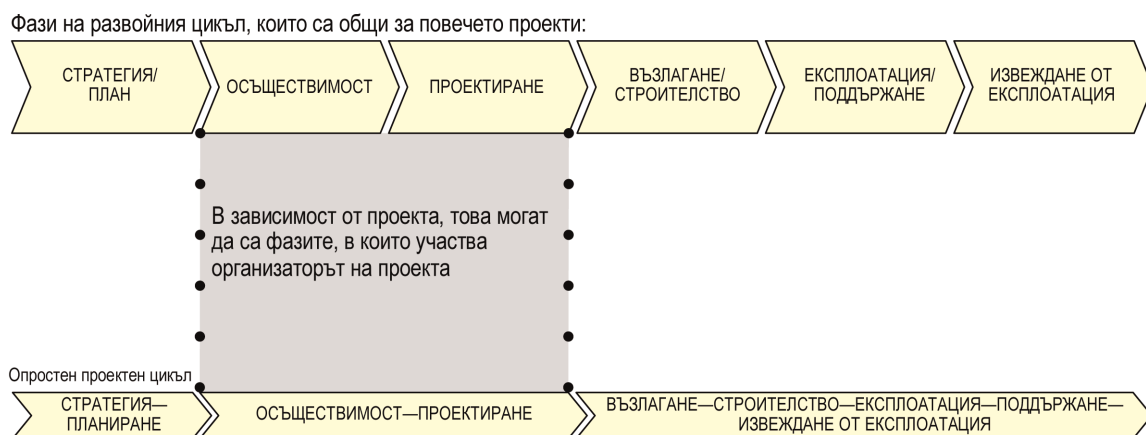 Фази на развойния цикъл, които са общи за повечето проекти:
СТРАТЕГИЯ/
ПЛАН
ОСЪЩЕСТВИМОСТ
ПРОЕКТИРАНЕ
ВЪЗЛАГАНЕ/
СТРОИТЕЛСТВО
ЕКСПЛОАТАЦИЯ/
ПОДДЪРЖАНЕ
ИЗВЕЖДАНЕ ОТ
ЕКСПЛОАТАЦИЯ
В зависимост от проекта, това могат
да са фазите, в които участва
организаторът на проекта
Опростен проектен цикъл
СТРАТЕГИЯ—
ПЛАНИРАНЕ
ОСЪЩЕСТВИМОСТ—ПРОЕКТИРАНЕ
ВЪЗЛАГАНЕ—СТРОИТЕЛСТВО—ЕКСПЛОАТАЦИЯ—ПОДДЪРЖАНЕ—
ИЗВЕЖДАНЕ ОТ ЕКСПЛОАТАЦИЯ